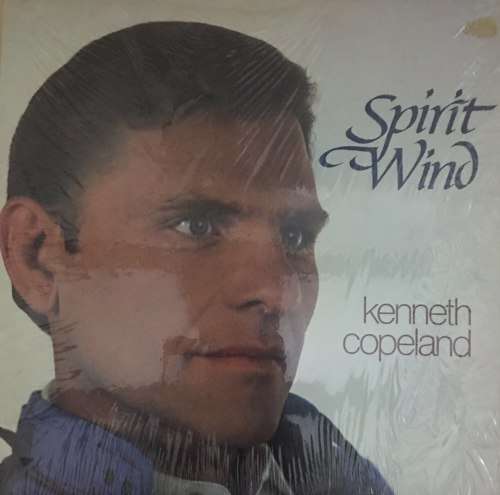 Spirit
Wind
kenneth
copeland